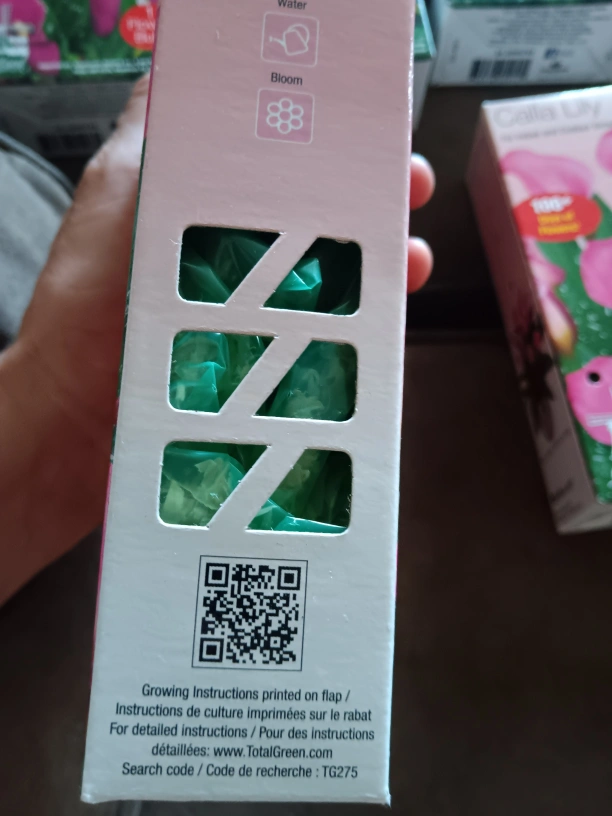 Water
Bloom
Growing Instructions printed on flap /
Instructions de culture imprimées sur le rabat
For detailed instructions / Pour des instructions
détaillées: www.TotalGreen.com
Search code / Code de recherche : TG275
Calla Lily